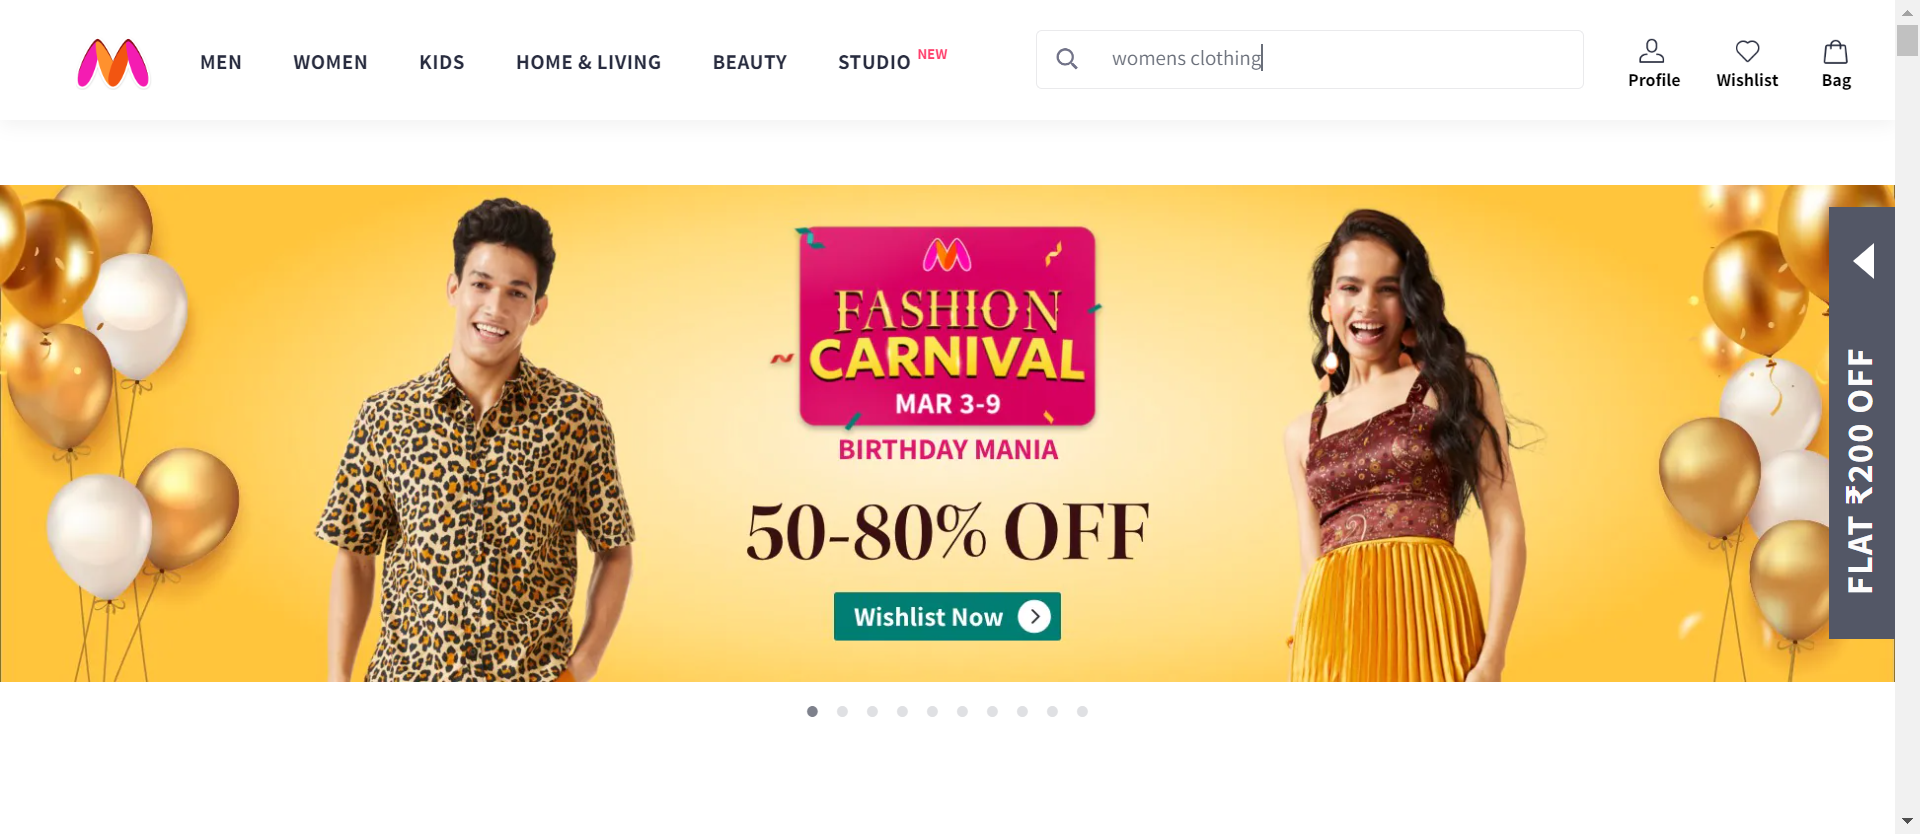 MEN WOMEN KIDS HOME & LIVING BEAUTY STUDIO NEW
womens clothing
Profile Wishlist Bag
FASHION
CARNIVAL
MAR 3-9
BIRTHDAY MANIA
50-80% OFF
Wishlist Now
FLAT ₹200 OFF